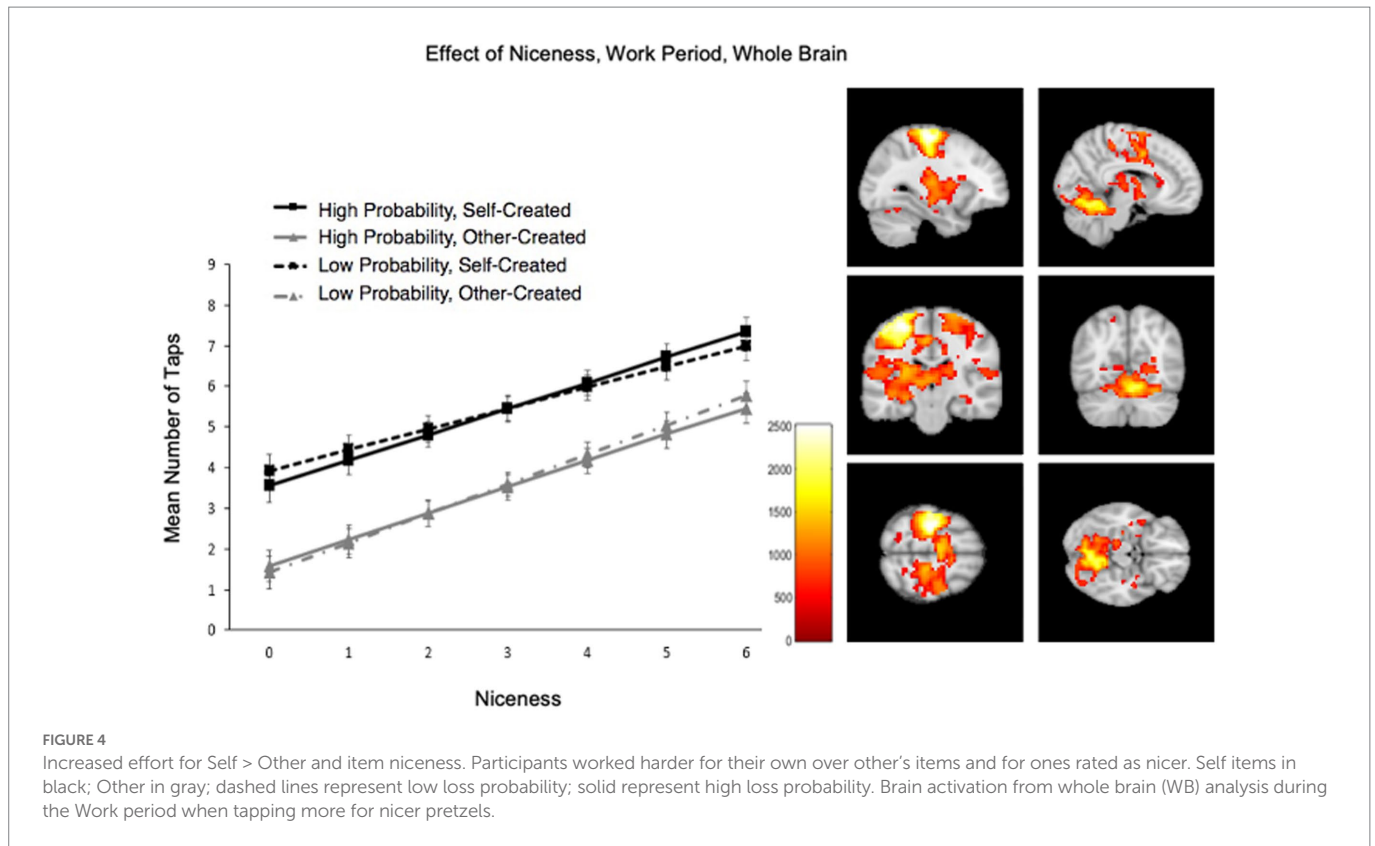 Effect of Niceness, Work Period, Whole Brain
High Probability, Self-Created
High Probability, Other-Created
Low Probability, Self-Created
Low Probability, Other-Created
Mean Number of Taps
9
8
7
6
5
4
3
2
1
0
0 1 2 3 4 5 6
Niceness
2500
2000
1500
1000
500
0
FIGURE 4
Increased effort for Self > Other and item niceness. Participants worked harder for their own over other's items and for ones rated as nicer. Self items in
black; Other in gray; dashed lines represent low loss probability; solid represent high loss probability. Brain activation from whole brain (WB) analysis during
the Work period when tapping more for nicer pretzels.